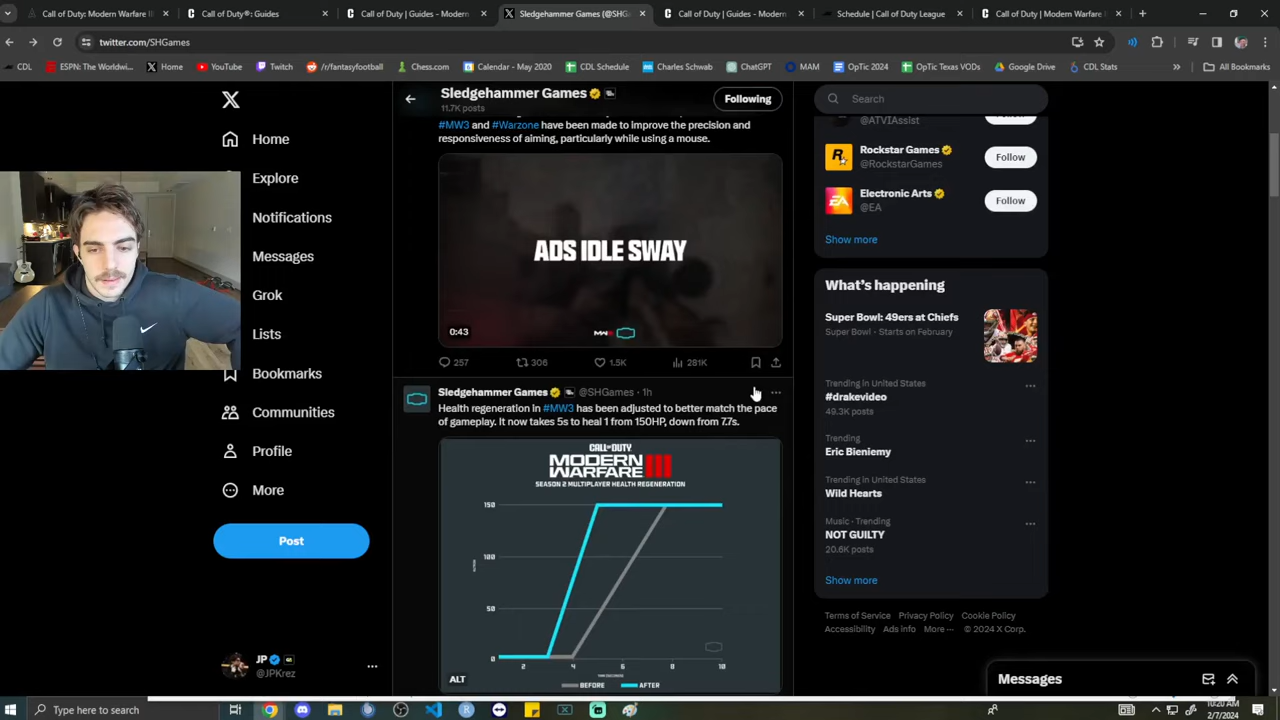 Call of Duty: Modern Warfare II
Call of Duty®: Guides
Call of Duty | Guides - Modern
Sledgehammer Games (@SHGa
Call of Duty | Guides - Modern
Schedule | Call of Duty League
Call of Duty | Modern Warfare
twitter.com/SHGames
CDL
ESPN: The Worldwi...
Home
YouTube
Twitch
/r/fantasyfootball
Chess.com
Calendar - May 2020
CDL Schedule
Charles Schwab
ChatGPT
MAM
OpTic 2024
OpTic Texas VODs
Google Drive
CDL Stats
All Bookmarks
Home
Explore
Notifications
Messages
Grok
Lists
Bookmarks
Communities
Profile
More
Post
JP
@JPKrez
Sledgehammer Games
11.7K posts
Following
#MW3 and #Warzone have been made to improve the precision and
responsiveness of aiming, particularly while using a mouse.
ADS IDLE SWAY
0:43
MWIII
257
306
1.5K
281K
Sledgehammer Games @SHGames · 1h
Health regeneration in #MW3 has been adjusted to better match the pace
of gameplay. It now takes 5s to heal 1 from 150HP, down from 7.7s.
CALL OF DUTY
MODERN
WARFARE III
SEASON 2 MULTIPLAYER HEALTH REGENERATION
150
100
50
0
2
4
6
8
10
BEFORE
AFTER
ALT
Search
@ATVIAssist
Follow
Rockstar Games
@RockstarGames
Follow
Electronic Arts
@EA
Follow
Show more
What's happening
Super Bowl: 49ers at Chiefs
Super Bowl · Starts on February
Trending in United States
#drakevideo
49.3K posts
Trending
Eric Bieniemy
Trending in United States
Wild Hearts
Music · Trending
NOT GUILTY
20.6K posts
Show more
Terms of Service Privacy Policy Cookie Policy
Accessibility Ads info More ··· © 2024 X Corp.
Messages
Type here to search
10:20 AM
2/7/2024